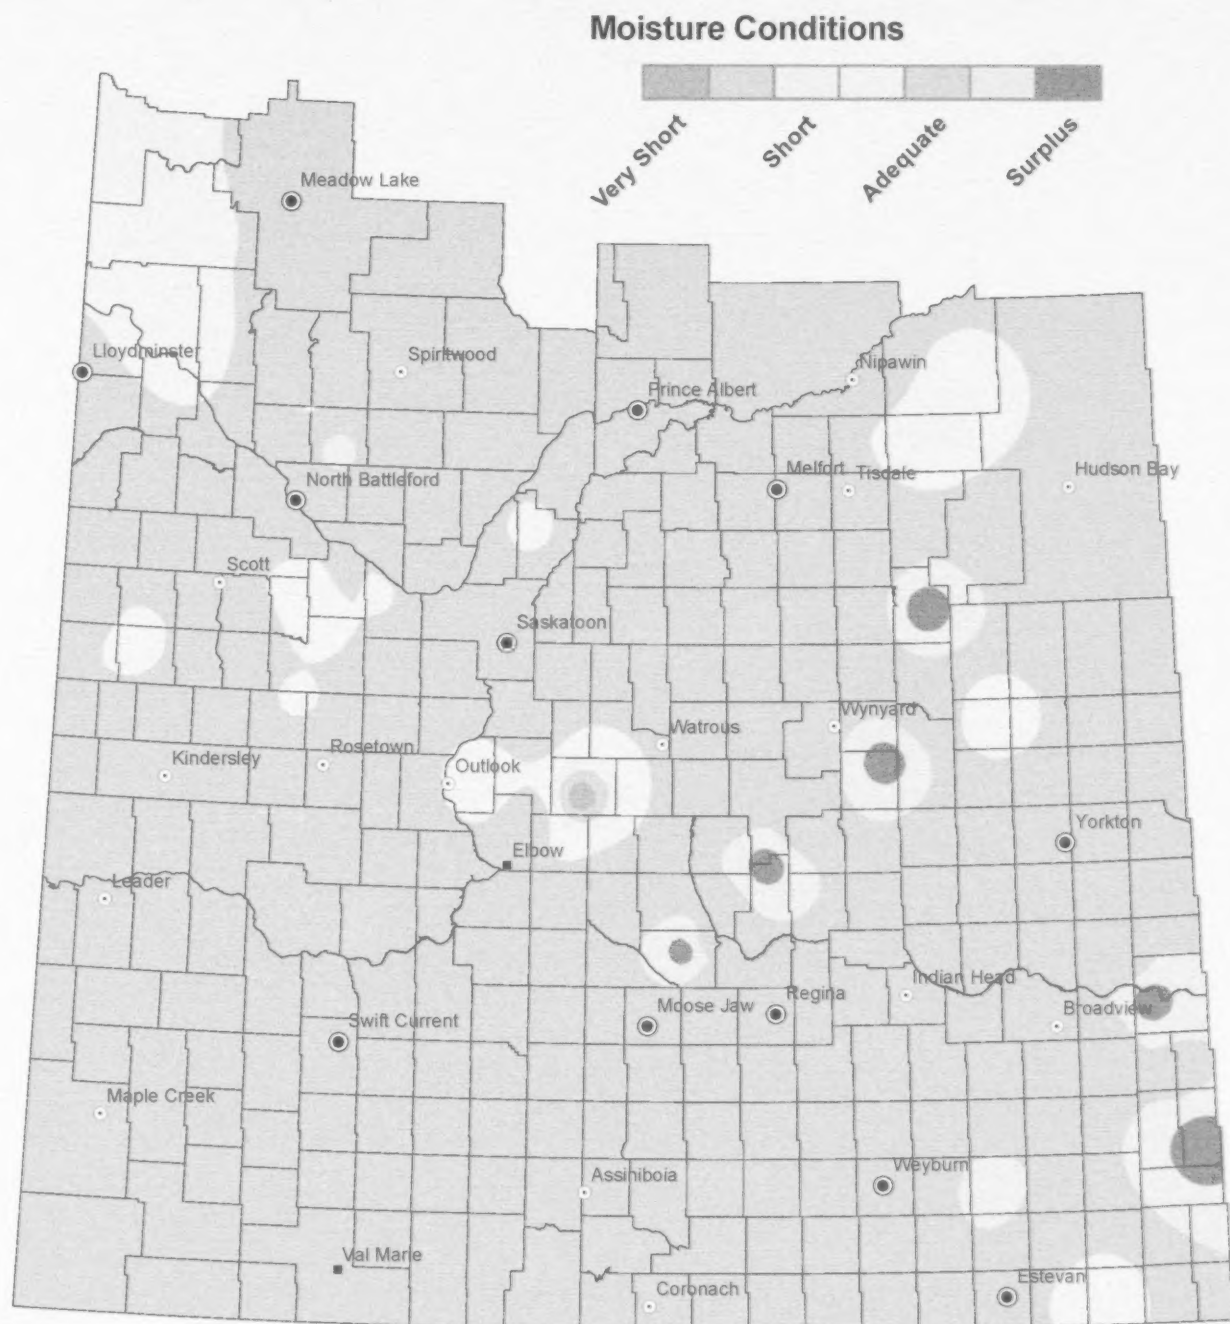 Moisture Conditions
Very Short
Short
Adequate
Surplus
Meadow Lake
Lloydminster
Spiritwood
Nipawin
Prince Albert
Melfort
Tisdale
Hudson Bay
North Battleford
Scott
Saskatoon
Wynyard
Watrous
Rosetown
Kindersley
Outlook
Yorkton
Elbow
Leader
Indian Head
Regina
Moose Jaw
Broadview
Swift Current
Maple Creek
Weyburn
Assiniboia
Val Marie
Estevan
Coronach